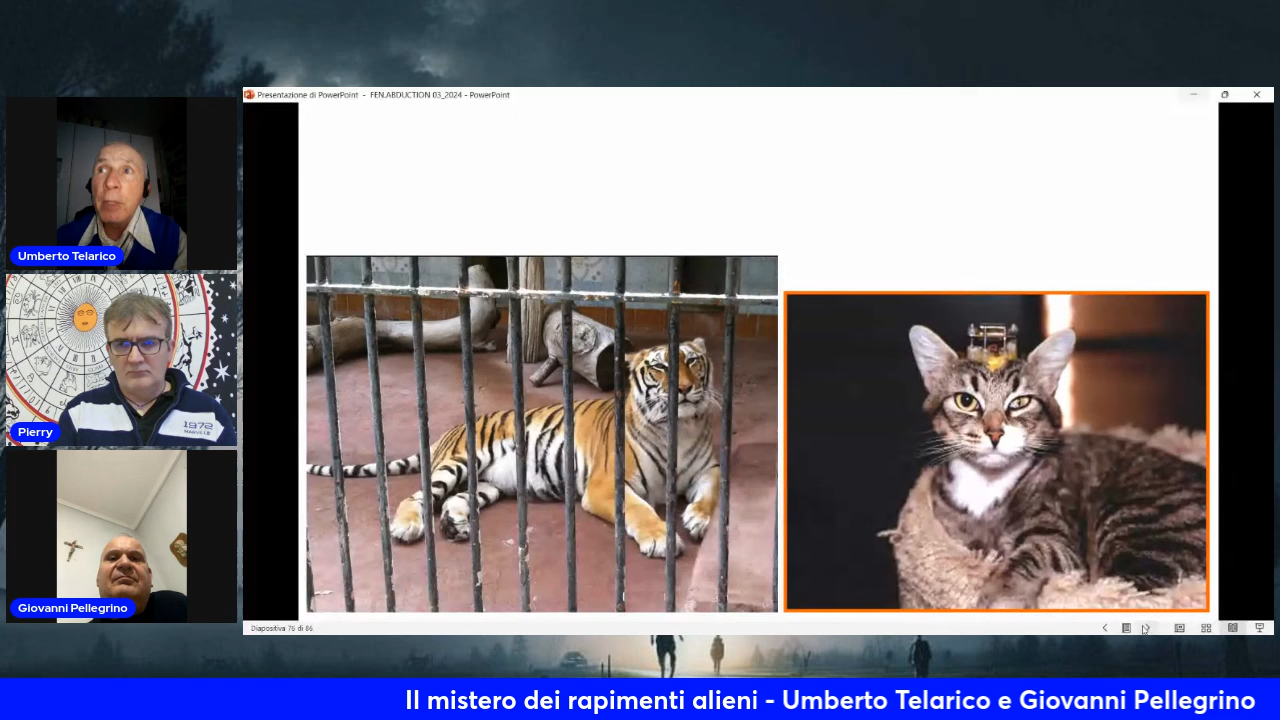 Presentazione di PowerPoint - FEN.ABDUCTION 03_2024 - PowerPoint
Umberto Telarico
1972
Pierry
Giovanni Pellegrino
Diapositiva 76 di 86
Il mistero dei rapimenti alieni - Umberto Telarico e Giovanni Pellegrino